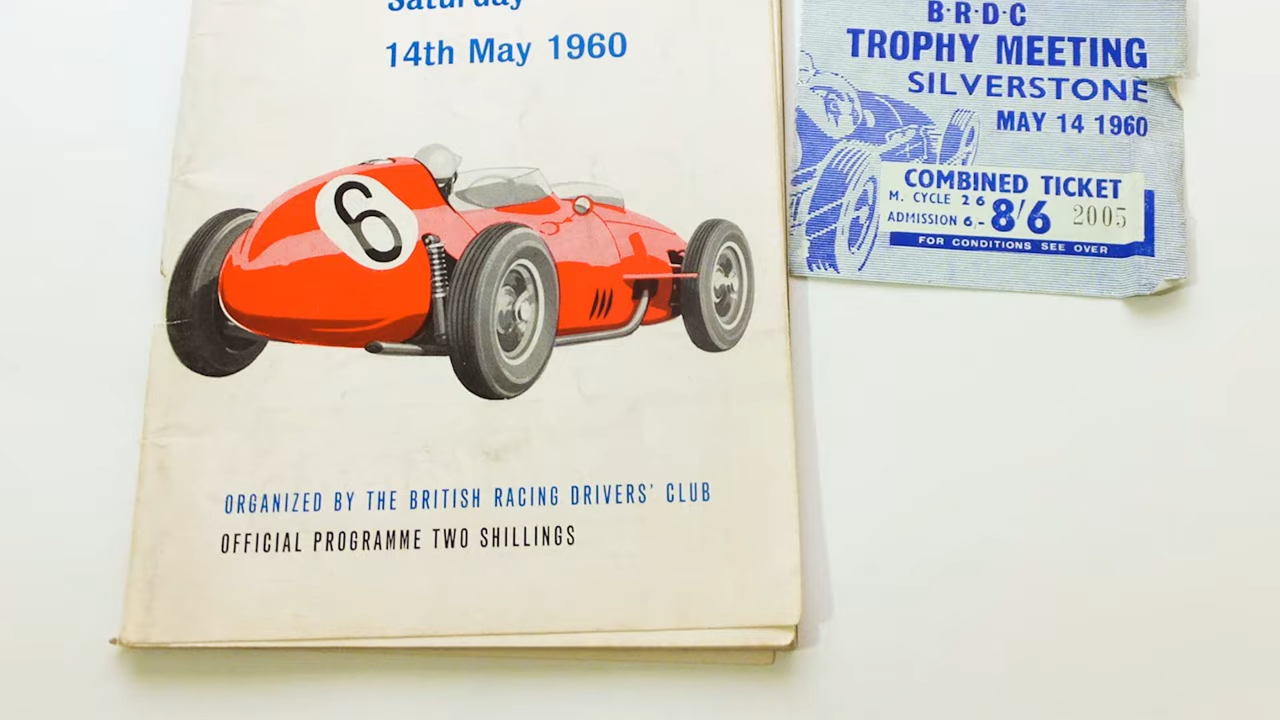 Saturday
14th May 1960
6
ORGANIZED BY THE BRITISH RACING DRIVERS' CLUB
OFFICIAL PROGRAMME TWO SHILLINGS
B·R·D·C
TROPHY MEETING
SILVERSTONE
MAY 14 1960
COMBINED TICKET
M. CYCLE 2 6
ADMISSION 6,- 8/6 2005
FOR CONDITIONS SEE OVER